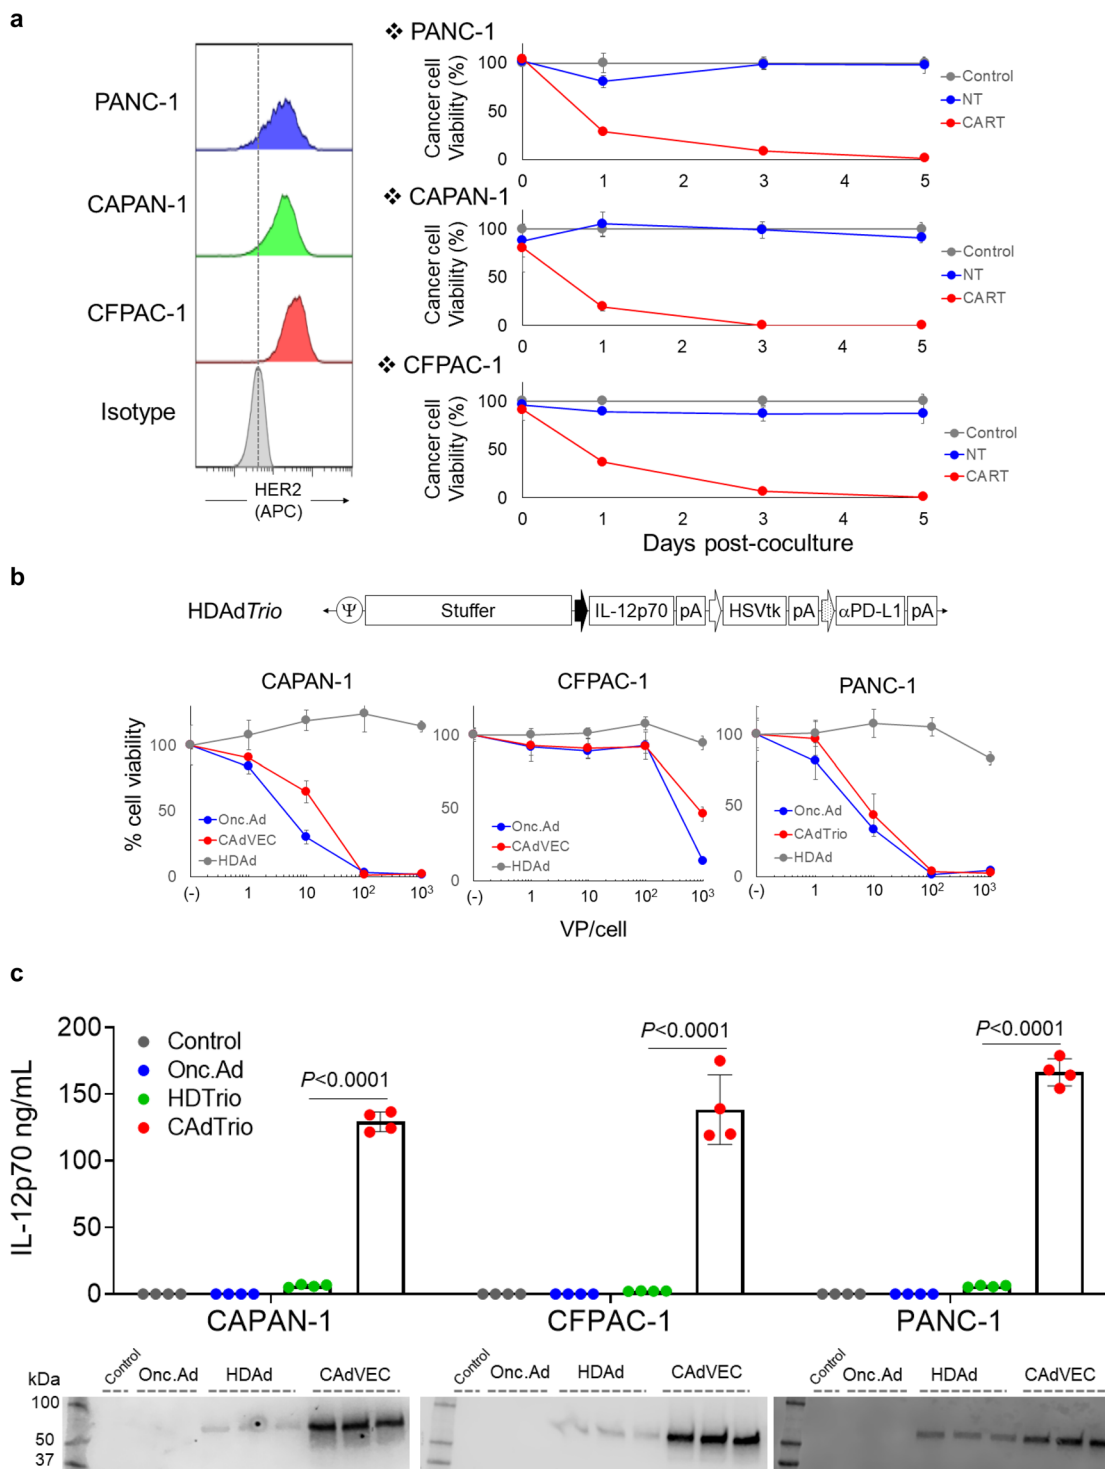 a
PANC-1
CAPAN-1
CFPAC-1
Isotype
HER2
(APC)
❖ PANC-1
Cancer cell
Viability (%)
100
50
0
0 1 2 3 4 5
Control
NT
CART
❖ CAPAN-1
Cancer cell
Viability (%)
100
50
0
0 1 2 3 4 5
Control
NT
CART
❖ CFPAC-1
Cancer cell
Viability (%)
100
50
0
0 1 2 3 4 5
Control
NT
CART
Days post-coculture
b
HDAdTrio
Ψ Stuffer IL-12p70 pA HSVtk pA αPD-L1 pA
% cell viability
CAPAN-1
100
50
0
Onc.Ad
CAdVEC
HDAd
(-) 1 10 10² 10³
CFPAC-1
100
50
0
Onc.Ad
CAdVEC
HDAd
(-) 1 10 10² 10³
PANC-1
100
50
0
Onc.Ad
CAdTrio
HDAd
(-) 1 10 10² 10³
VP/cell
c
IL-12p70 ng/mL
200
150
100
50
0
Control
Onc.Ad
HDTrio
CAdTrio
P<0.0001
P<0.0001
P<0.0001
CAPAN-1 CFPAC-1 PANC-1
kDa
100
50
37
Control Onc.Ad HDAd CAdVEC
Control Onc.Ad HDAd CAdVEC
Control Onc.Ad HDAd CAdVEC